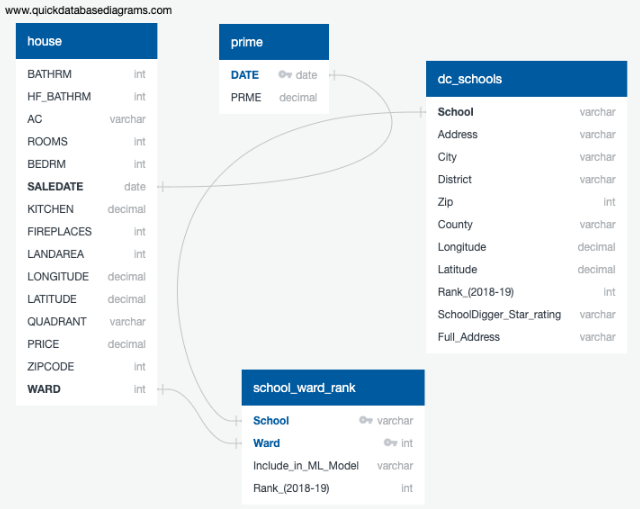 www.quickdatabasediagrams.com
house
BATHRM int
HF_BATHRM int
AC varchar
ROOMS int
BEDRM int
SALEDATE date
KITCHEN decimal
FIREPLACES int
LANDAREA int
LONGITUDE decimal
LATITUDE decimal
QUADRANT varchar
PRICE decimal
ZIPCODE int
WARD int
prime
DATE date
PRME decimal
dc_schools
School varchar
Address varchar
City varchar
District varchar
Zip int
County varchar
Longitude decimal
Latitude decimal
Rank_(2018-19) int
SchoolDigger_Star_rating varchar
Full_Address varchar
school_ward_rank
School varchar
Ward int
Include_in_ML_Model varchar
Rank_(2018-19) int